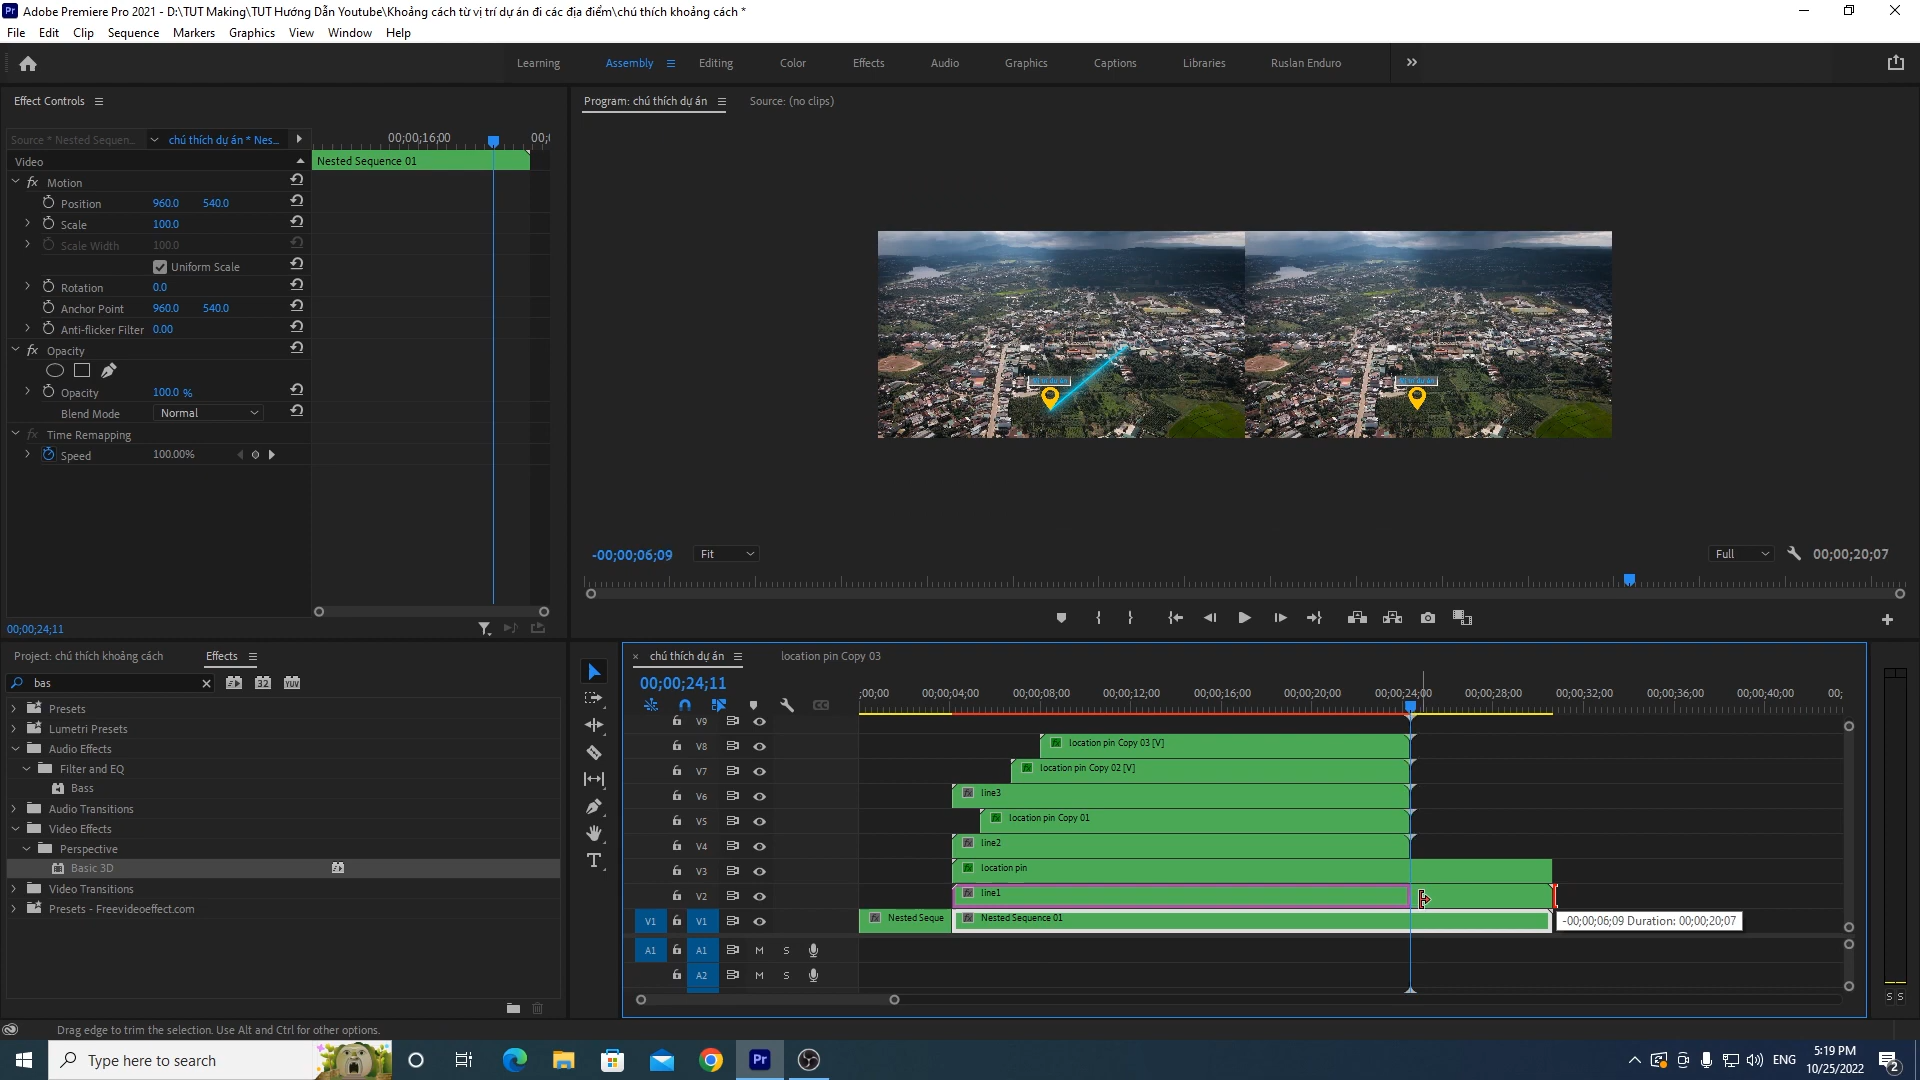 Adobe Premiere Pro 2021 - D:\TUT Making\TUT Hướng Dẫn Youtube\Khoảng cách từ vị trí dự án đi các địa điểm\chú thích khoảng cách *
File Edit Clip Sequence Markers Graphics View Window Help
Learning Assembly Editing Color Effects Audio Graphics Captions Libraries Ruslan Enduro
Effect Controls
Program: chú thích dự án Source: (no clips)
Source * Nested Sequen... chú thích dự án * Nes... 00;00;16;00 00;(
Video Nested Sequence 01
fx Motion
Position 960.0 540.0
Scale 100.0
Scale Width 100.0
Uniform Scale
Rotation 0.0
Anchor Point 960.0 540.0
Anti-flicker Filter 0.00
fx Opacity
Opacity 100.0 %
Blend Mode Normal
fx Time Remapping
Speed 100.00%
-00;00;06;09 Fit Full 00;00;20;07
00;00;24;11
Project: chú thích khoảng cách Effects
bas 32 YUV
Presets
Lumetri Presets
Audio Effects
Filter and EQ
Bass
Audio Transitions
Video Effects
Perspective
Basic 3D
Video Transitions
Presets - Freevideoeffect.com
chú thích dự án location pin Copy 03
00;00;24;11
;00;00 00;00;04;00 00;00;08;00 00;00;12;00 00;00;16;00 00;00;20;00 00;00;24;00 00;00;28;00 00;00;32;00 00;00;36;00 00;00;40;00 00;
V9
V8 location pin Copy 03 [V]
V7 location pin Copy 02 [V]
V6 line3
V5 location pin Copy 01
V4 line2
V3 location pin
V2 line1
V1 V1 Nested Seque Nested Sequence 01
-00;00;06;09 Duration: 00;00;20;07
A1 A1 M S
A2 M S
S S
Drag edge to trim the selection. Use Alt and Ctrl for other options.
Type here to search
Pr
ENG
5:19 PM
10/25/2022
2